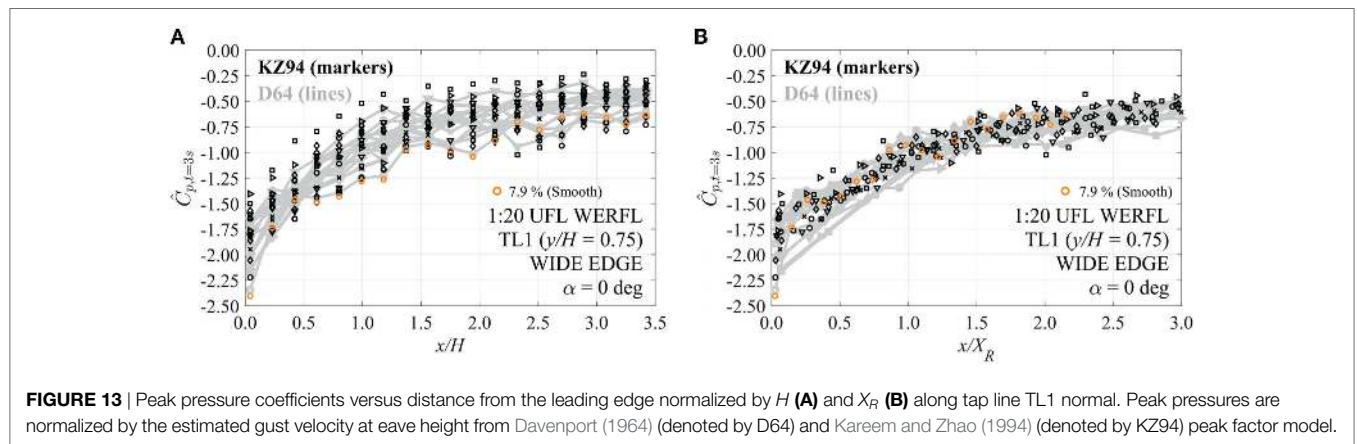 A
0.00
-0.25
-0.50
-0.75
-1.00
-1.25
-1.50
-1.75
-2.00
-2.25
-2.50
Ĉp,t=3s
KZ94 (markers)
D64 (lines)
7.9 % (Smooth)
1:20 UFL WERFL
TL1 (y/H = 0.75)
WIDE EDGE
α = 0 deg
0.0 0.5 1.0 1.5 2.0 2.5 3.0 3.5
x/H
B
0.00
-0.25
-0.50
-0.75
-1.00
-1.25
-1.50
-1.75
-2.00
-2.25
-2.50
Ĉp,t=3s
KZ94 (markers)
D64 (lines)
7.9 % (Smooth)
1:20 UFL WERFL
TL1 (y/H = 0.75)
WIDE EDGE
α = 0 deg
0.0 0.5 1.0 1.5 2.0 2.5 3.0
x/XR
FIGURE 13 | Peak pressure coefficients versus distance from the leading edge normalized by H (A) and XR (B) along tap line TL1 normal. Peak pressures are
normalized by the estimated gust velocity at eave height from Davenport (1964) (denoted by D64) and Kareem and Zhao (1994) (denoted by KZ94) peak factor model.